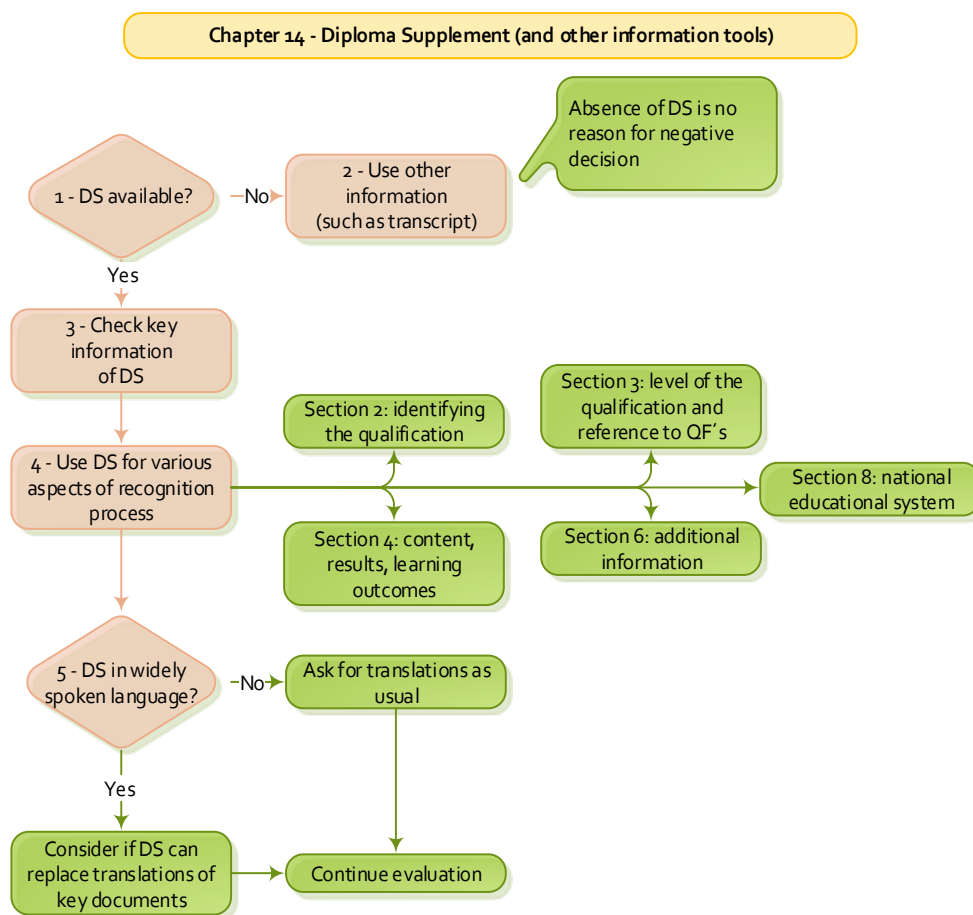 Chapter 14 - Diploma Supplement (and other information tools)
Absence of DS is no
reason for negative
decision
1 - DS available?
No
2 - Use other
information
(such as transcript)
Yes
3 - Check key
information
of DS
4 - Use DS for various
aspects of recognition
process
Section 2: identifying
the qualification
Section 3: level of the
qualification and
reference to QF´s
Section 8: national
educational system
Section 4: content,
results, learning
outcomes
Section 6: additional
information
5 - DS in widely
spoken language?
No
Ask for translations as
usual
Yes
Consider if DS can
replace translations of
key documents
Continue evaluation